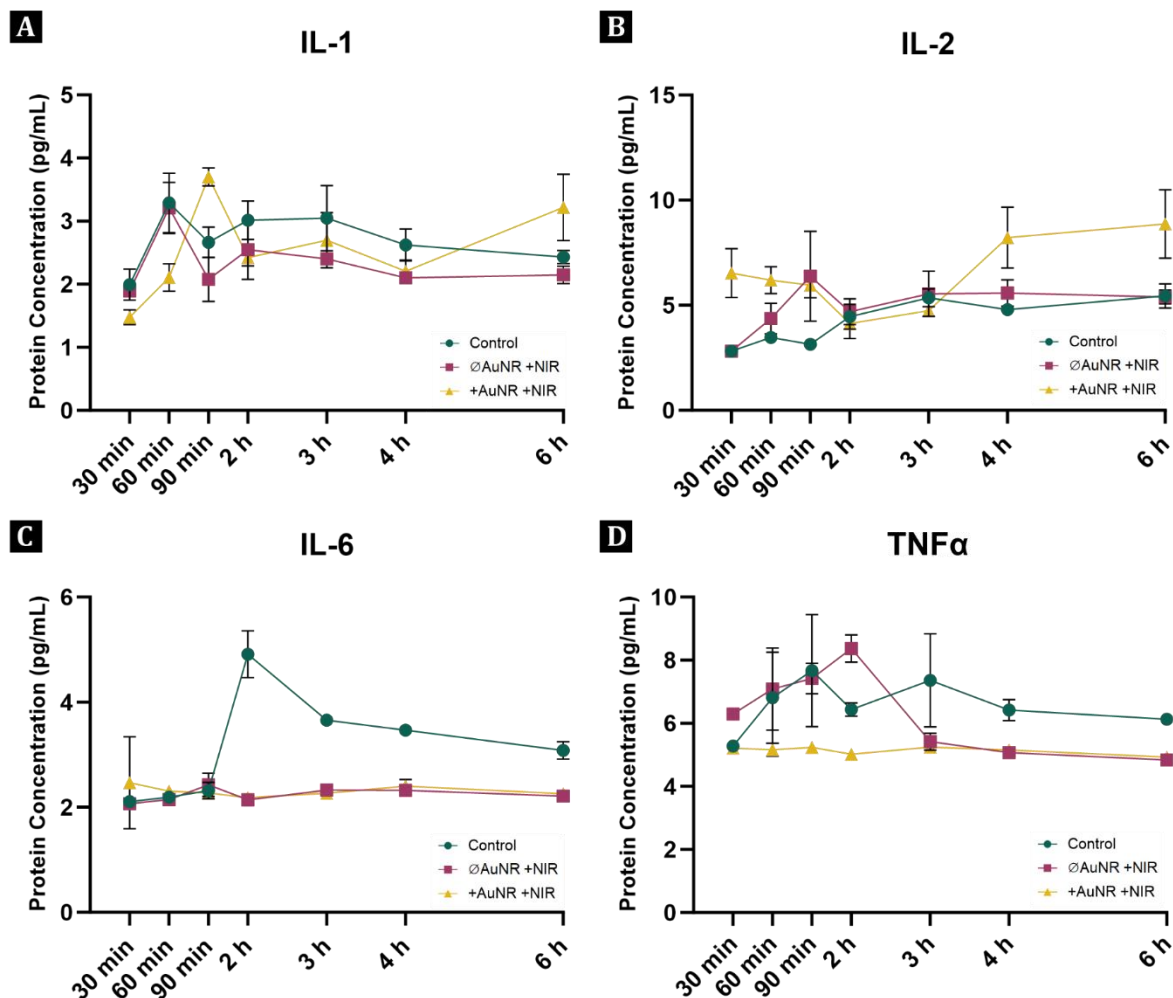 A
IL-1
Protein Concentration (pg/mL)
5
4
3
2
1
0
Control
ØAuNR +NIR
+AuNR +NIR
30 min
60 min
90 min
2 h
3 h
4 h
6 h
B
IL-2
Protein Concentration (pg/mL)
15
10
5
0
Control
ØAuNR +NIR
+AuNR +NIR
30 min
60 min
90 min
2 h
3 h
4 h
6 h
C
IL-6
Protein Concentration (pg/mL)
6
4
2
0
Control
ØAuNR +NIR
+AuNR +NIR
30 min
60 min
90 min
2 h
3 h
4 h
6 h
D
TNFα
Protein Concentration (pg/mL)
10
8
6
4
2
0
Control
ØAuNR +NIR
+AuNR +NIR
30 min
60 min
90 min
2 h
3 h
4 h
6 h